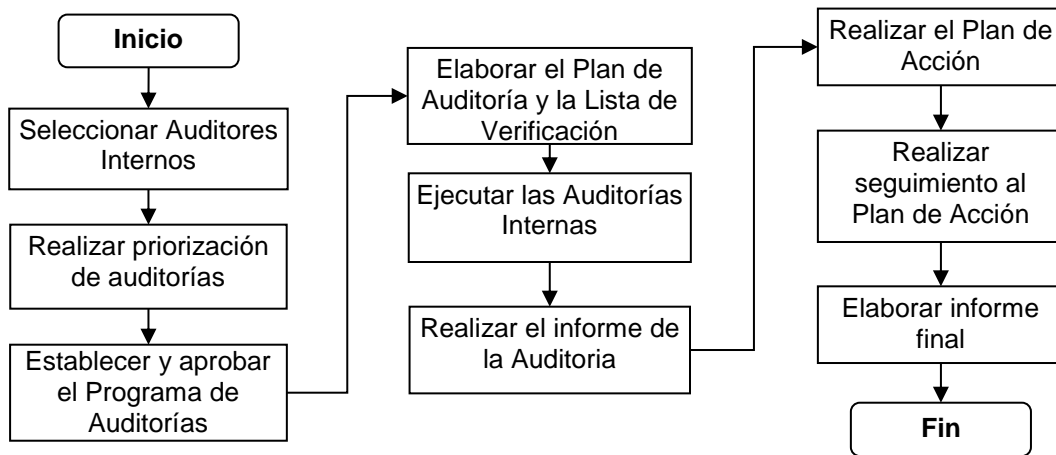 Inicio
Seleccionar Auditores
Internos
Realizar priorización
de auditorías
Establecer y aprobar
el Programa de
Auditorías
Elaborar el Plan de
Auditoría y la Lista de
Verificación
Ejecutar las Auditorías
Internas
Realizar el informe de
la Auditoria
Realizar el Plan de
Acción
Realizar
seguimiento al
Plan de Acción
Elaborar informe
final
Fin